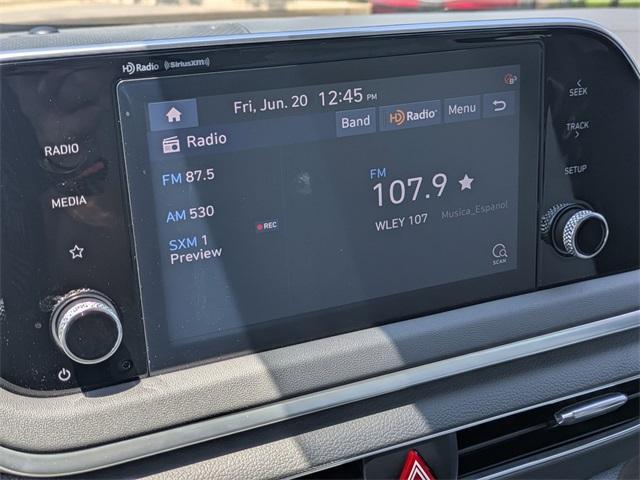 HD Radio SiriusXM
Fri, Jun. 20 12:45 PM
Band HD Radio Menu
Radio
FM 87.5
AM 530
SXM 1
Preview
REC
FM
107.9
WLEY 107 Musica_Espanol
SCAN
RADIO
MEDIA
SEEK
TRACK
SETUP